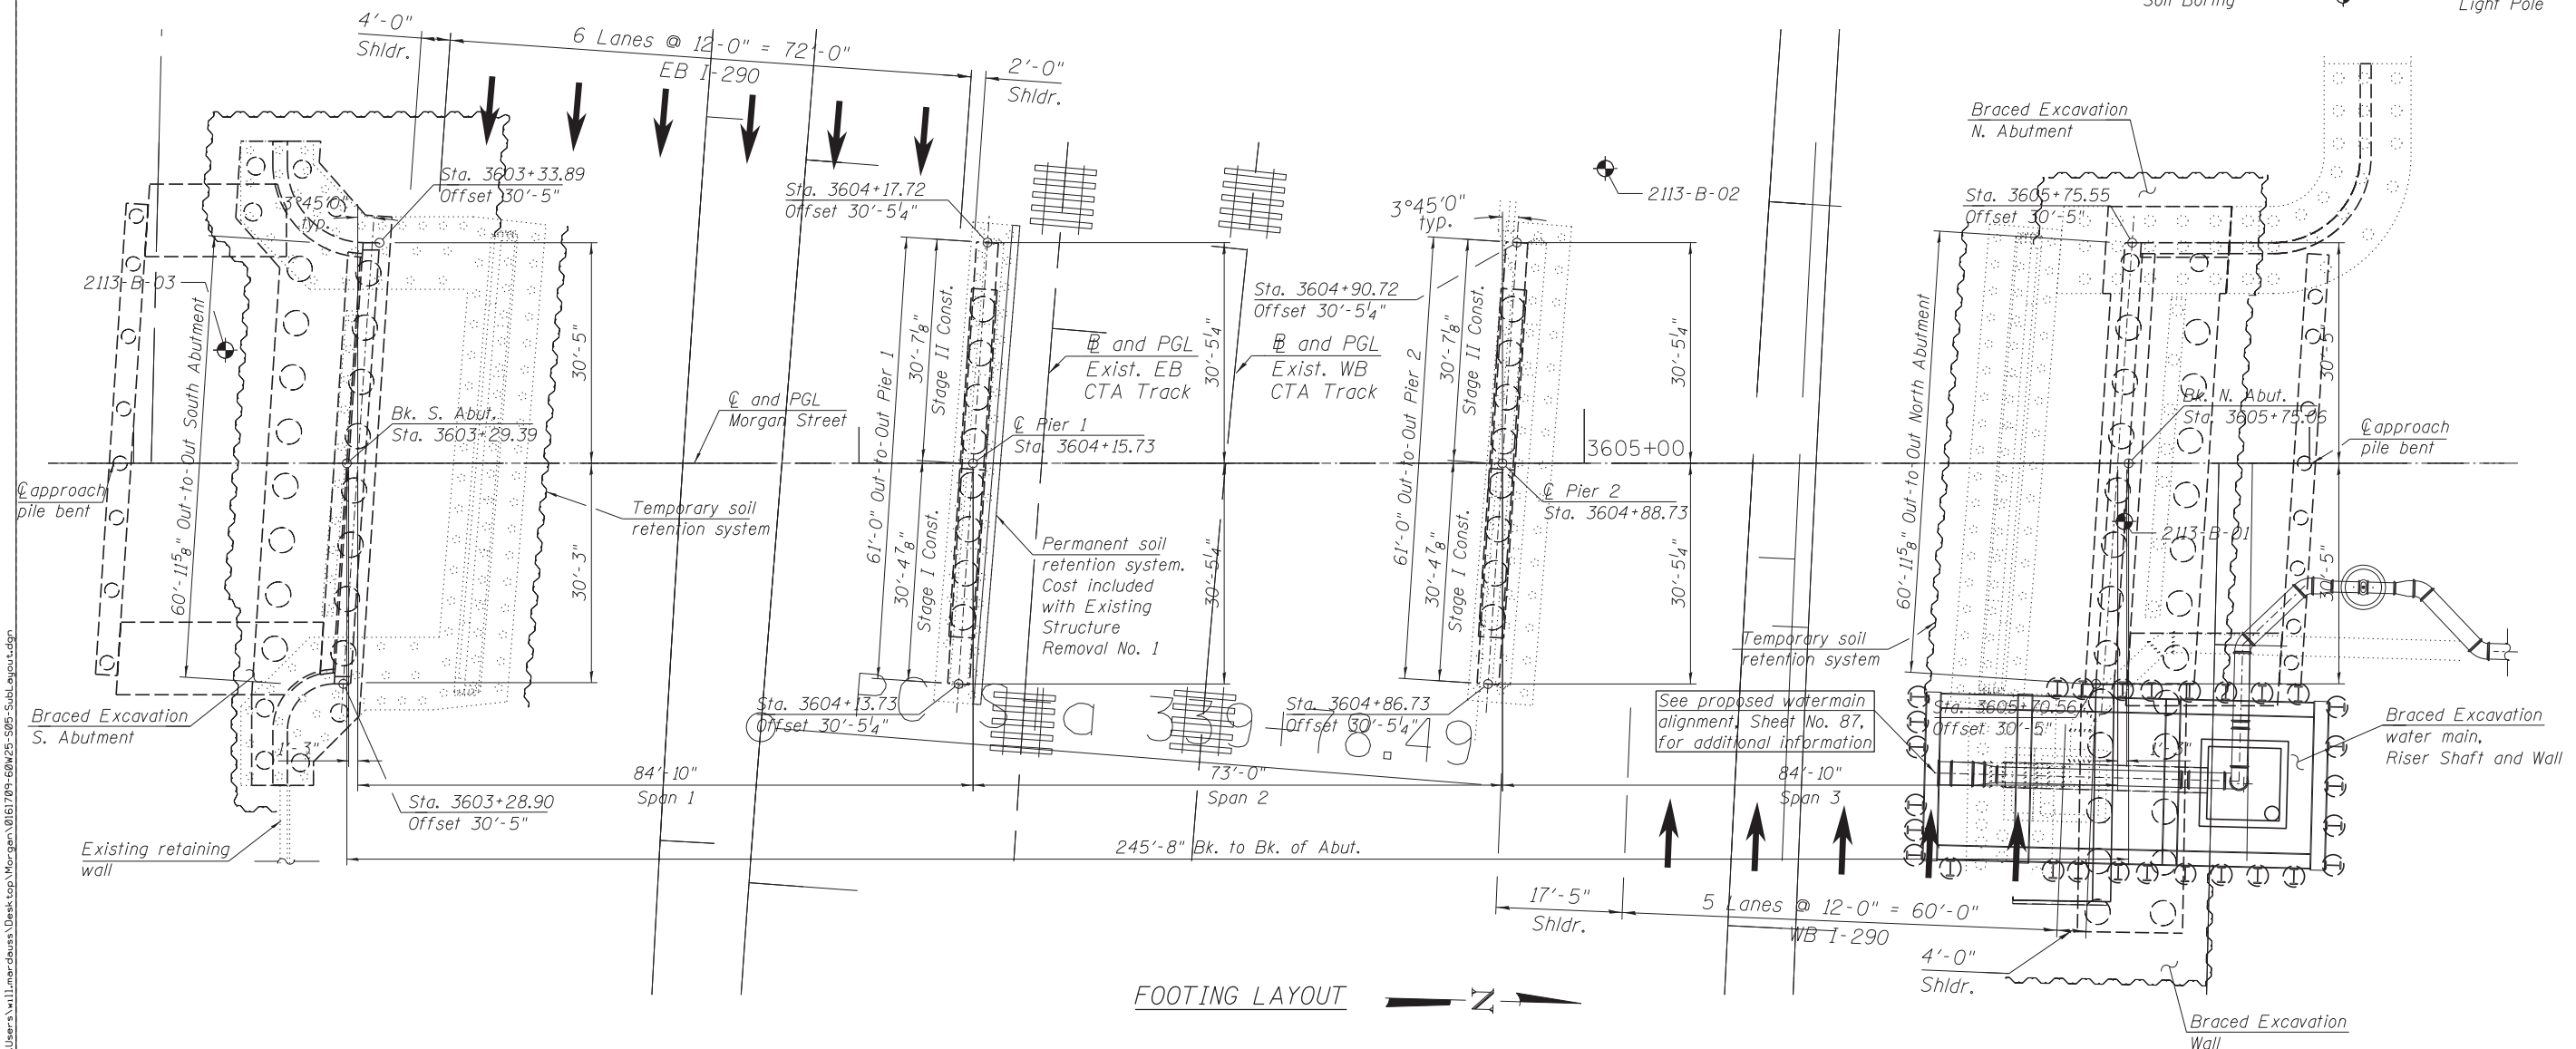 Soil Boring
Light Pole
4'-0"
Shldr.
6 Lanes @ 12'-0" = 72'-0"
EB I-290
2'-0"
Shldr.
Braced Excavation
N. Abutment
Sta. 3603+33.89
Offset 30'-5"
3°45'0"
typ.
Sta. 3604+17.72
Offset 30'-5¼"
3°45'0"
typ.
2113-B-02
Sta. 3605+75.55
Offset 30'-5"
2113-B-03
60'-11⅝" Out-to-Out South Abutment
30'-5"
61'-0" Out-to-Out Pier 1
30'-7⅛"
Stage II Const.
30'-5¼"
Sta. 3604+90.72
Offset 30'-5¼"
℄ and PGL
Morgan Street
Bk. S. Abut.
Sta. 3603+29.39
℄ Pier 1
Sta. 3604+15.73
B and PGL
Exist. EB
CTA Track
B and PGL
Exist. WB
CTA Track
61'-0" Out-to-Out Pier 2
30'-7⅛"
Stage II Const.
30'-5¼"
60'-11⅝" Out-to-Out North Abutment
30'-5"
Bk. N. Abut.
Sta. 3605+75.06
℄ approach
pile bent
3605+00
℄ approach
pile bent
Temporary soil
retention system
30'-3"
30'-4⅞"
Stage I Const.
Permanent soil
retention system.
Cost included
with Existing
Structure
Removal No. 1
30'-5¼"
30'-4⅞"
Stage I Const.
℄ Pier 2
Sta. 3604+88.73
30'-5¼"
2113-B-01
30'-5"
Temporary soil
retention system
Braced Excavation
S. Abutment
1'-3"
Sta. 3604+13.73
Offset 30'-5¼"
Sta. 3604+86.73
Offset 30'-5¼"
See proposed watermain
alignment, Sheet No. 87,
for additional information
Sta. 3605+70.56
Offset 30'-5"
1'-3"
Braced Excavation
water main,
Riser Shaft and Wall
84'-10"
Span 1
73'-0"
Span 2
84'-10"
Span 3
Sta. 3603+28.90
Offset 30'-5"
Existing retaining
wall
245'-8" Bk. to Bk. of Abut.
17'-5"
Shldr.
5 Lanes @ 12'-0" = 60'-0"
WB I-290
4'-0"
Shldr.
FOOTING LAYOUT
N
Braced Excavation
Wall
Users\will.mardauss\Desktop\Morgan\0161709-60W25-S05-SubLayout.dgn